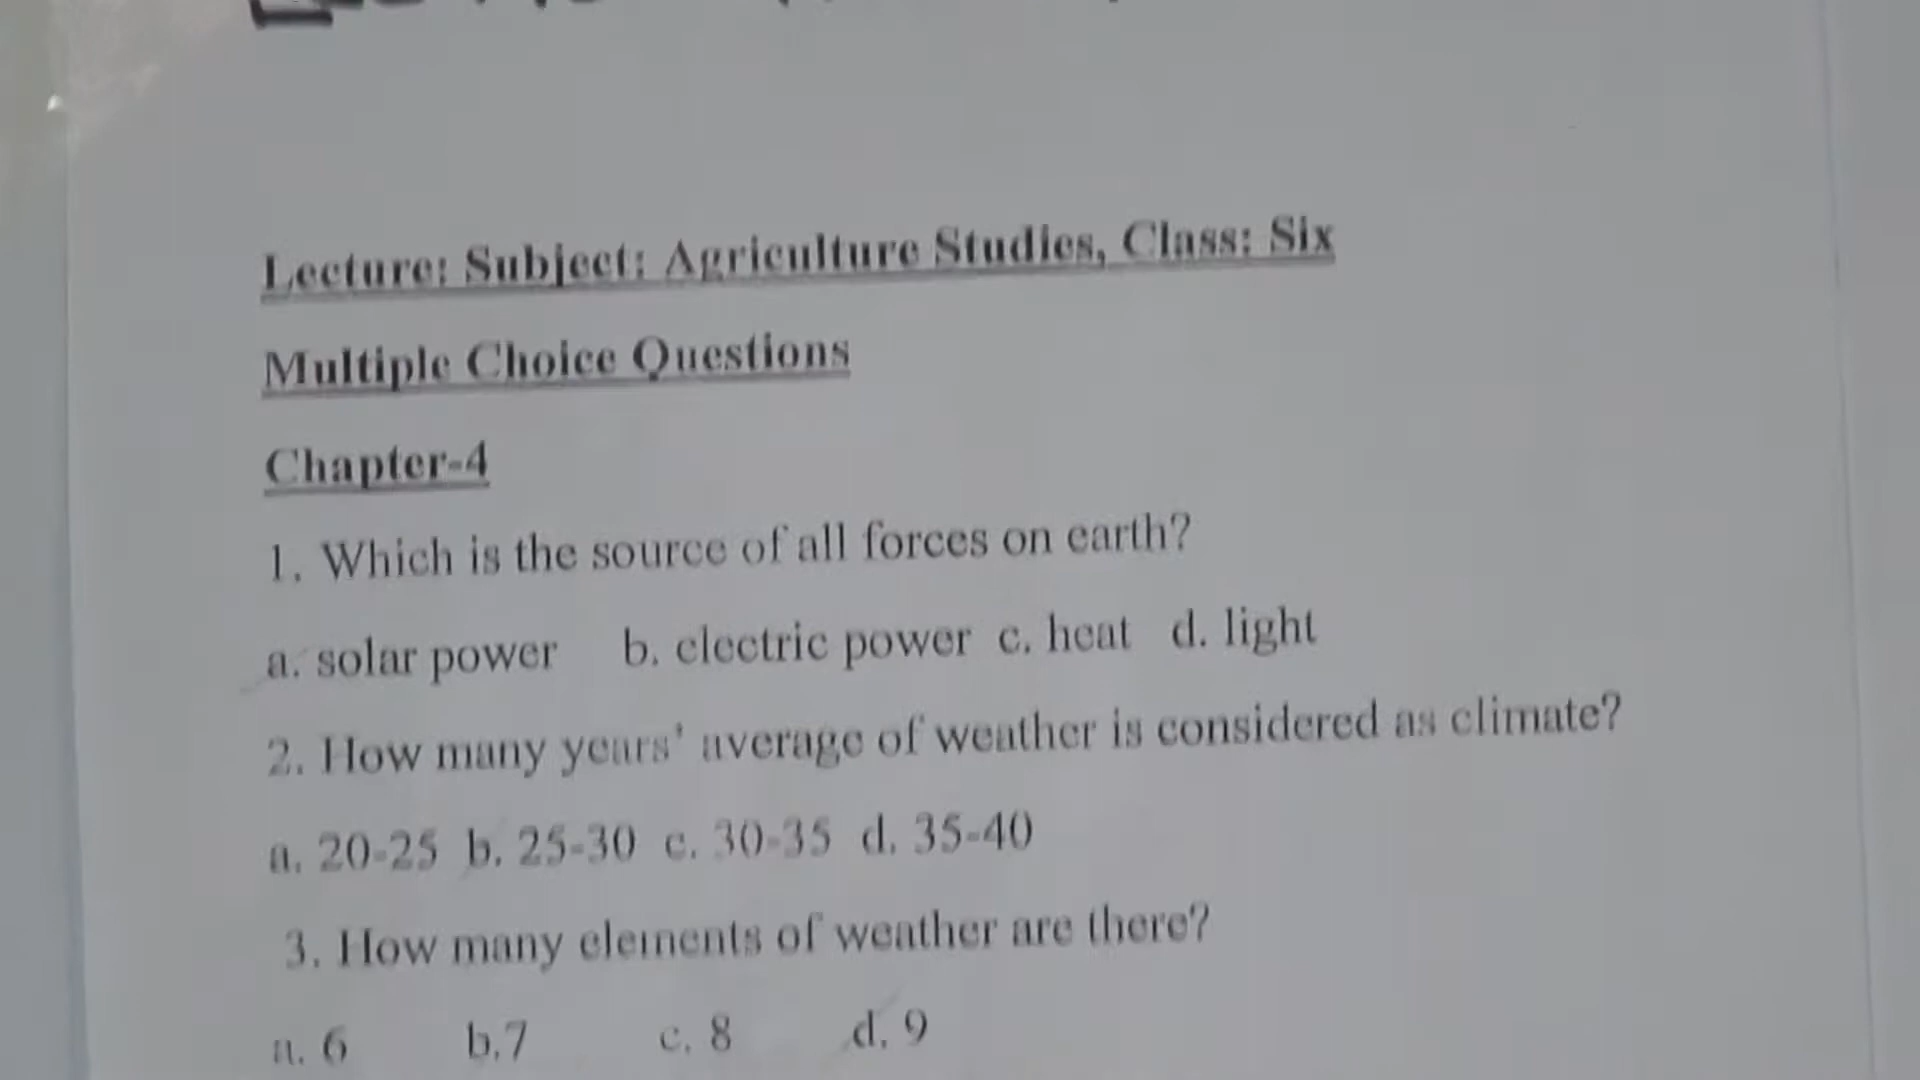 Lecture: Subject: Agriculture Studies, Class: Six
Multiple Choice Questions
Chapter-4
1. Which is the source of all forces on earth?
a. solar power b. electric power c. heat d. light
2. How many years' average of weather is considered as climate?
a. 20-25 b. 25-30 c. 30-35 d. 35-40
3. How many elements of weather are there?
a. 6 b.7 c. 8 d. 9